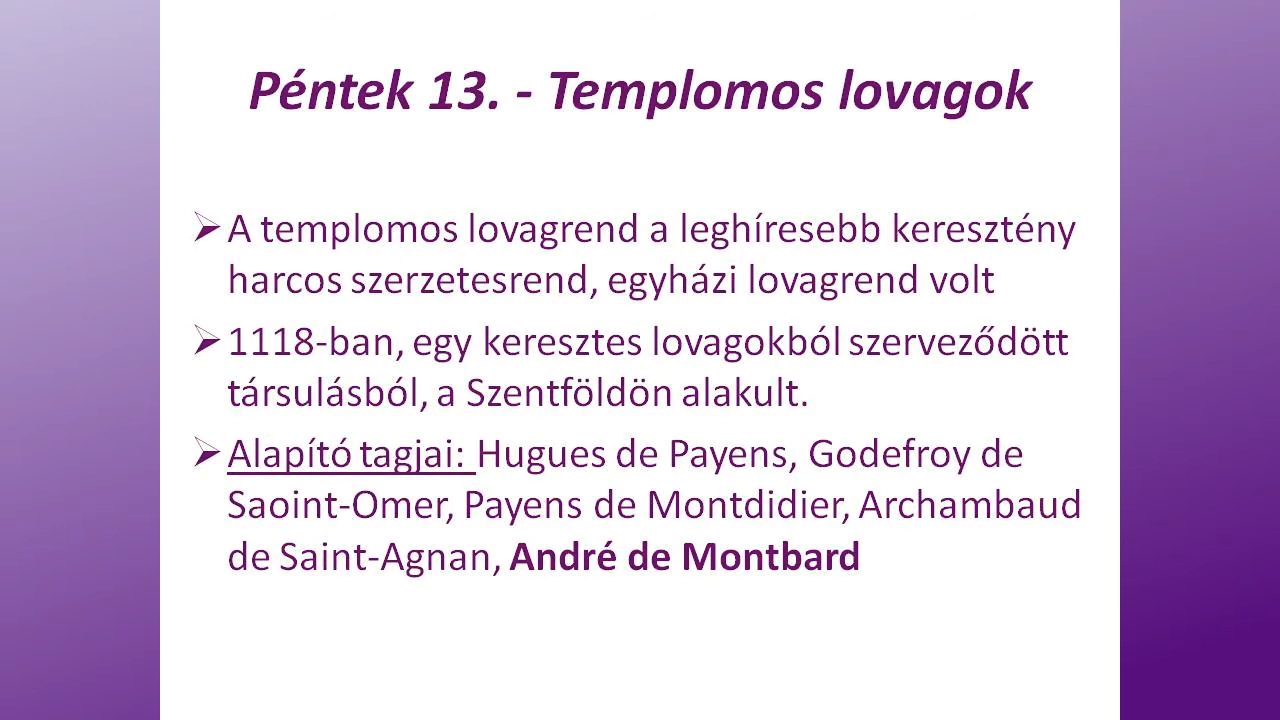 Péntek 13. - Templomos lovagok
A templomos lovagrend a leghíresebb keresztény
harcos szerzetesrend, egyházi lovagrend volt
1118-ban, egy keresztes lovagokból szerveződött
társulásból, a Szentföldön alakult.
Alapító tagjai: Hugues de Payens, Godefroy de
Saoint-Omer, Payens de Montdidier, Archambaud
de Saint-Agnan, André de Montbard